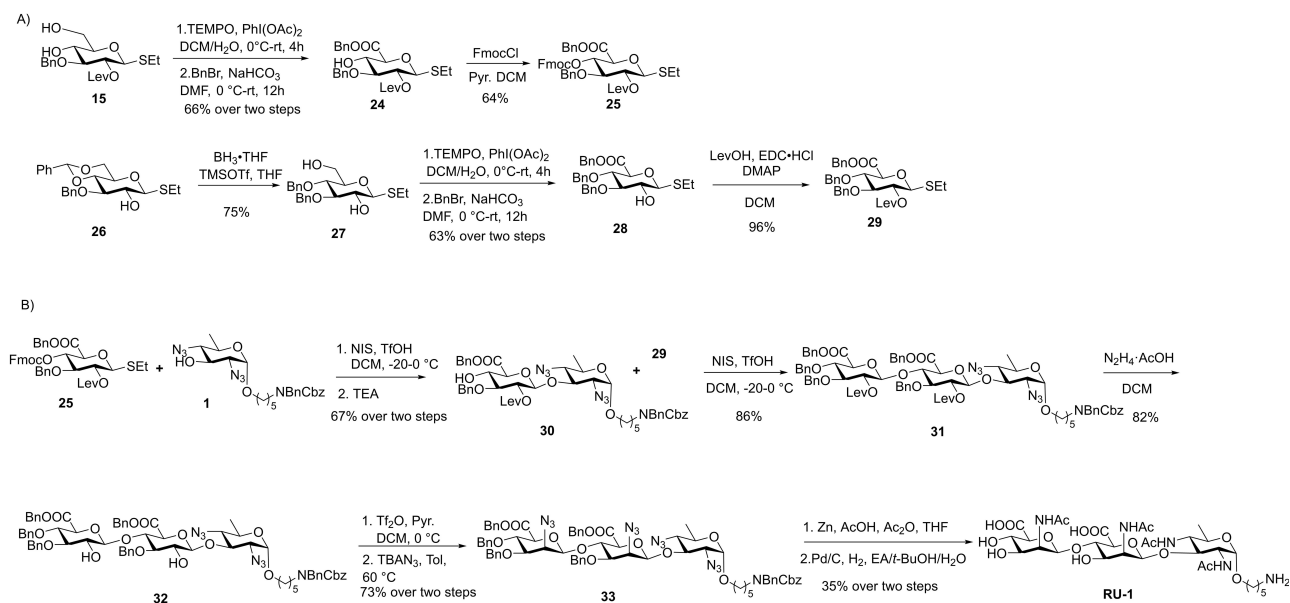 A)
HO
HO
BnO
LevO
O
SEt
15
1.TEMPO, PhI(OAc)2
DCM/H2O, 0°C-rt, 4h
2.BnBr, NaHCO3
DMF, 0 °C-rt, 12h
66% over two steps
BnOOC
HO
BnO
LevO
O
SEt
24
FmocCl
Pyr. DCM
64%
BnOOC
FmocO
BnO
LevO
O
SEt
25
Ph
O
O
BnO
O
SEt
HO
26
BH3•THF
TMSOTf, THF
75%
HO
BnO
BnO
O
SEt
OH
27
1.TEMPO, PhI(OAc)2
DCM/H2O, 0°C-rt, 4h
2.BnBr, NaHCO3
DMF, 0 °C-rt, 12h
63% over two steps
BnOOC
BnO
BnO
O
SEt
OH
28
LevOH, EDC•HCl
DMAP
DCM
96%
BnOOC
BnO
BnO
LevO
O
SEt
29
B)
BnOOC
FmocO
BnO
LevO
O
SEt
25
+
N3
HO
O
N3
O
5
NBnCbz
1
1. NIS, TfOH
DCM, -20-0 °C
2. TEA
67% over two steps
BnOOC
HO
BnO
LevO
O
O
N3
O
N3
O
5
NBnCbz
30
+
29
NIS, TfOH
DCM, -20-0 °C
86%
BnOOC
BnO
BnO
LevO
O
O
BnOOC
BnO
LevO
O
O
N3
O
N3
O
5
NBnCbz
31
N2H4·AcOH
DCM
82%
BnOOC
BnO
BnO
OH
O
O
BnOOC
BnO
OH
O
O
N3
O
N3
O
5
NBnCbz
32
1. Tf2O, Pyr.
DCM, 0 °C
2. TBAN3, Tol,
60 °C
73% over two steps
BnOOC
N3
BnO
BnO
O
O
BnOOC
N3
BnO
O
O
N3
O
N3
O
5
NBnCbz
33
1. Zn, AcOH, Ac2O, THF
2.Pd/C, H2, EA/t-BuOH/H2O
35% over two steps
HOOC
NHAc
HO
HO
O
O
HOOC
NHAc
HO
O
O
AcHN
O
AcHN
O
5
NH2
RU-1